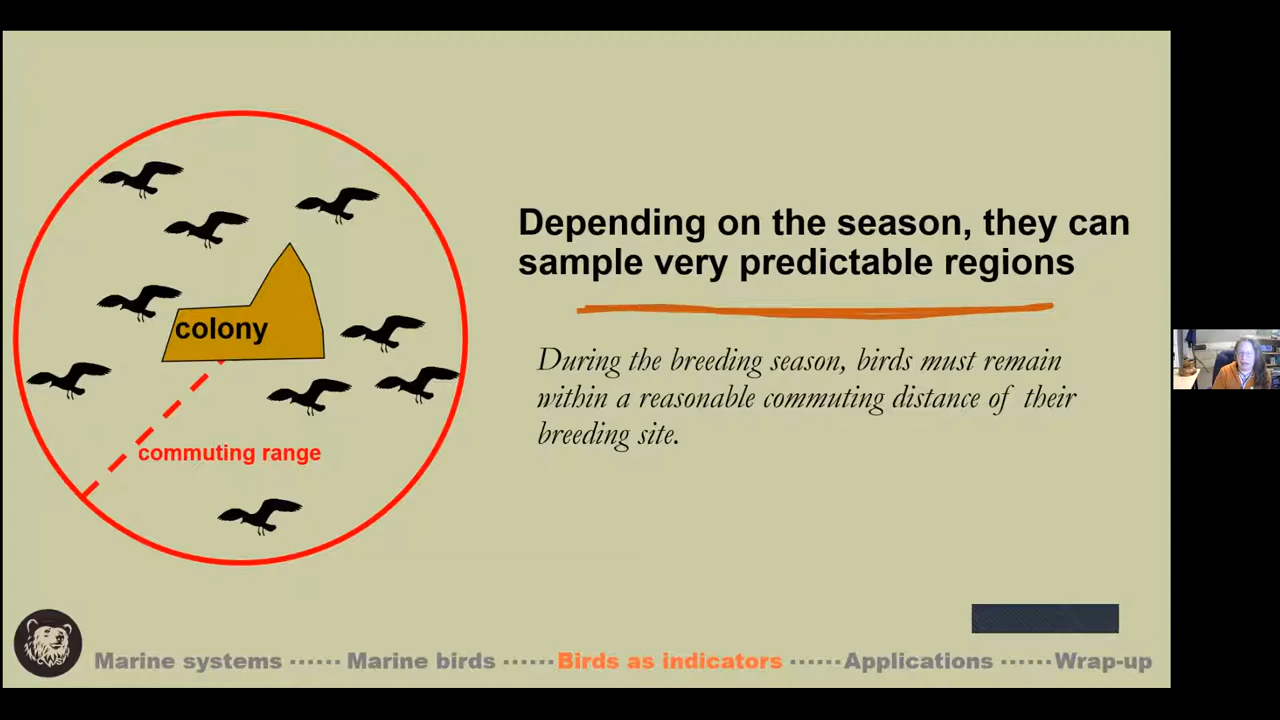 Depending on the season, they can
sample very predictable regions
During the breeding season, birds must remain
within a reasonable commuting distance of their
breeding site.
colony
commuting range
CWS
Marine systems ······ Marine birds ······ Birds as indicators ······ Applications ······ Wrap-up